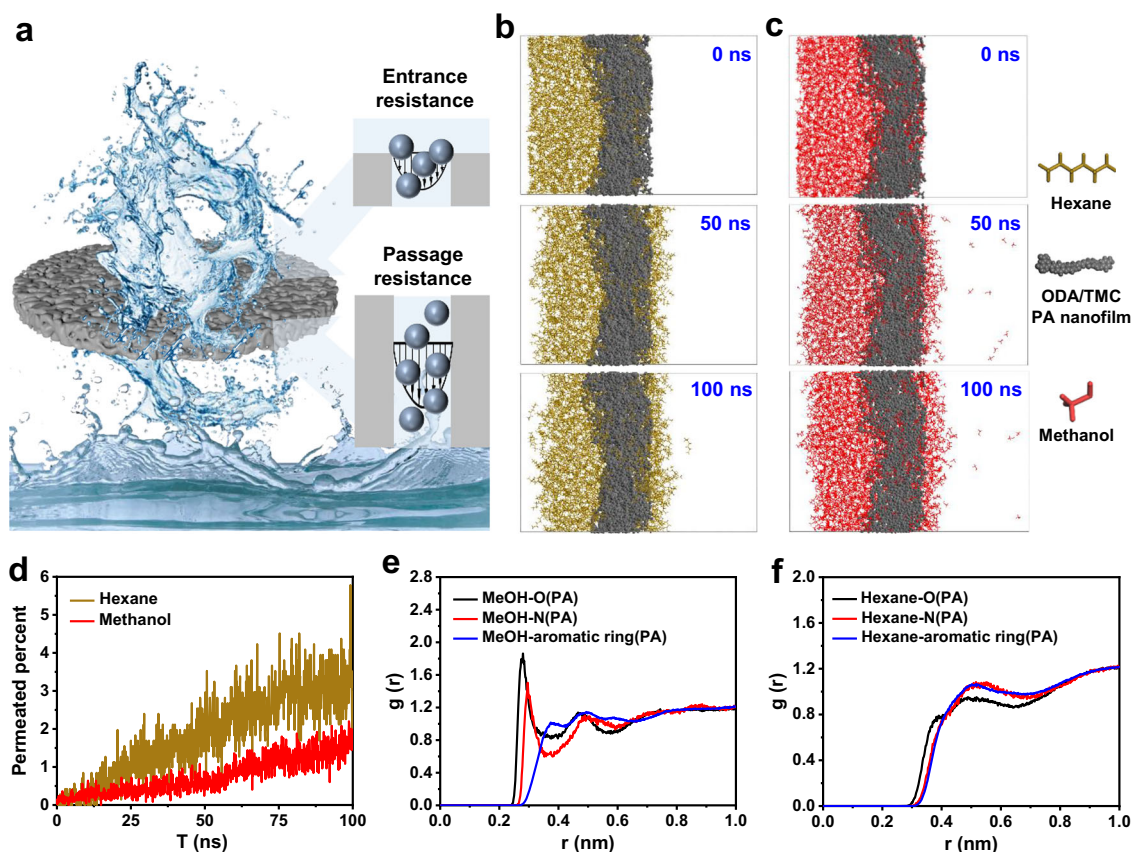 a
Entrance
resistance
Passage
resistance
b
0 ns
50 ns
100 ns
c
0 ns
50 ns
100 ns
Hexane
ODA/TMC
PA nanofilm
Methanol
d
Hexane
Methanol
Permeated percent
6
5
4
3
2
1
0
0 25 50 75 100
T (ns)
e
MeOH-O(PA)
MeOH-N(PA)
MeOH-aromatic ring(PA)
g (r)
2.8
2.4
2.0
1.6
1.2
0.8
0.4
0.0
0.0 0.2 0.4 0.6 0.8 1.0
r (nm)
f
Hexane-O(PA)
Hexane-N(PA)
Hexane-aromatic ring(PA)
g (r)
2.0
1.6
1.2
0.8
0.4
0.0
0.0 0.2 0.4 0.6 0.8 1.0
r (nm)